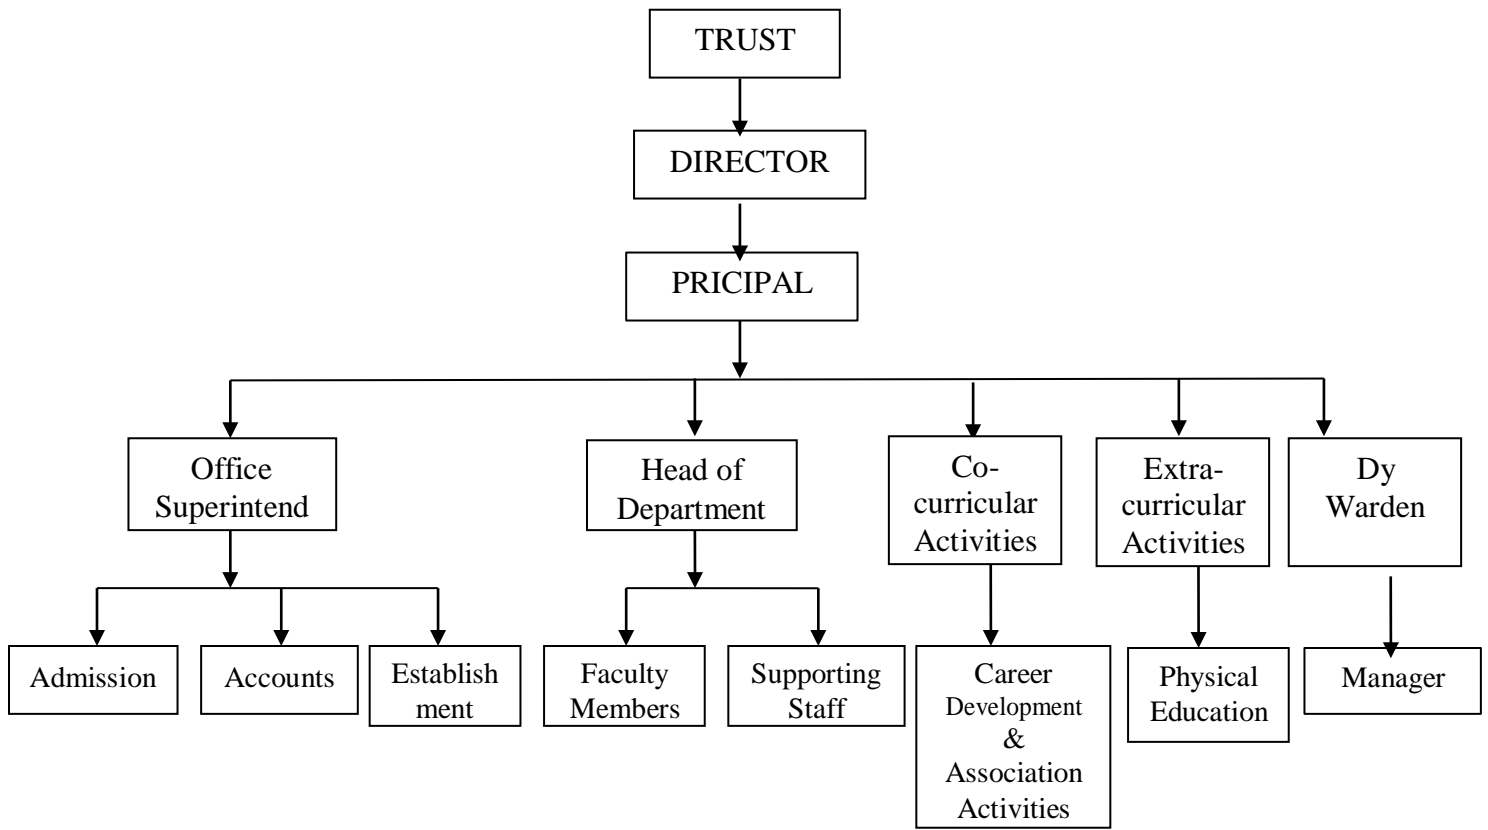 TRUST
DIRECTOR
PRICIPAL
Office
Superintend
Head of
Department
Co-
curricular
Activities
Extra-
curricular
Activities
Dy
Warden
Admission
Accounts
Establish
ment
Faculty
Members
Supporting
Staff
Career
Development
&
Association
Activities
Physical
Education
Manager